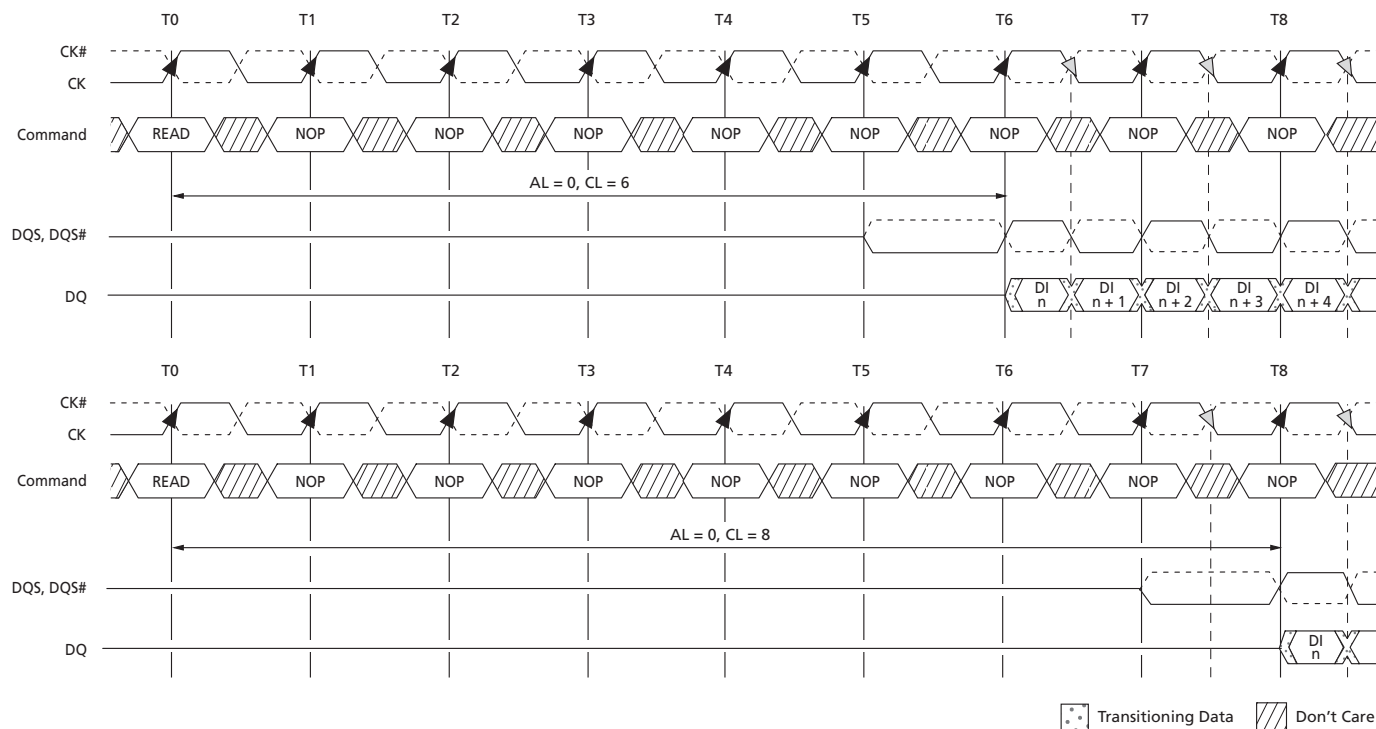 T0 T1 T2 T3 T4 T5 T6 T7 T8
CK#
CK
Command READ NOP NOP NOP NOP NOP NOP NOP NOP
AL = 0, CL = 6
DQS, DQS#
DQ DI n DI n + 1 DI n + 2 DI n + 3 DI n + 4
T0 T1 T2 T3 T4 T5 T6 T7 T8
CK#
CK
Command READ NOP NOP NOP NOP NOP NOP NOP NOP
AL = 0, CL = 8
DQS, DQS#
DQ DI n
Transitioning Data Don't Care